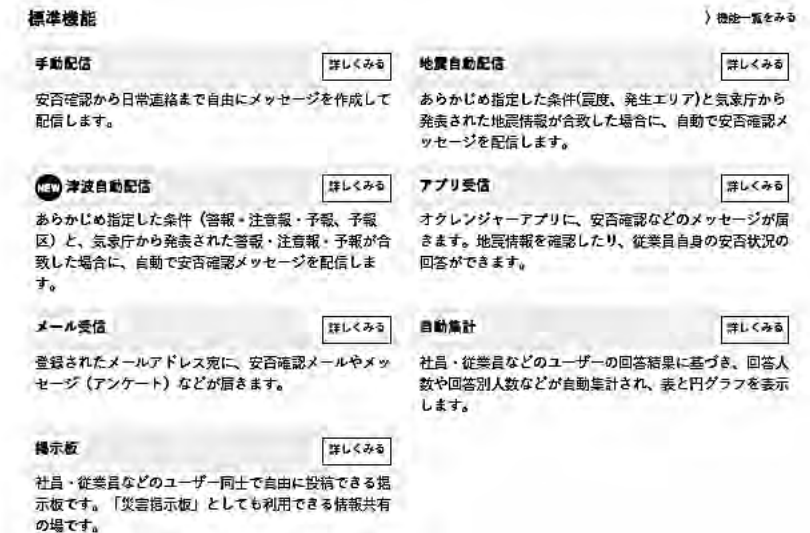 標準機能
〉機能一覧をみる
手動配信
詳しくみる
安否確認から日常連絡まで自由にメッセージを作成して
配信します。
地震自動配信
詳しくみる
あらかじめ指定した条件(震度、発生エリア)と気象庁から
発表された地震情報が合致した場合に、自動で安否確認メ
ッセージを配信します。
NEW 津波自動配信
詳しくみる
あらかじめ指定した条件（警報・注意報・予報、予報
区）と、気象庁から発表された警報・注意報・予報が合
致した場合に、自動で安否確認メッセージを配信しま
す。
アプリ受信
詳しくみる
オクレンジャーアプリに、安否確認などのメッセージが届
きます。地震情報を確認したり、従業員自身の安否状況の
回答ができます。
メール受信
詳しくみる
登録されたメールアドレス宛に、安否確認メールやメッ
セージ（アンケート）などが届きます。
自動集計
詳しくみる
社員・従業員などのユーザーの回答結果に基づき、回答人
数や回答別人数などが自動集計され、表と円グラフを表示
します。
掲示板
詳しくみる
社員・従業員などのユーザー同士で自由に投稿できる掲
示板です。「災害掲示板」としても利用できる情報共有
の場です。